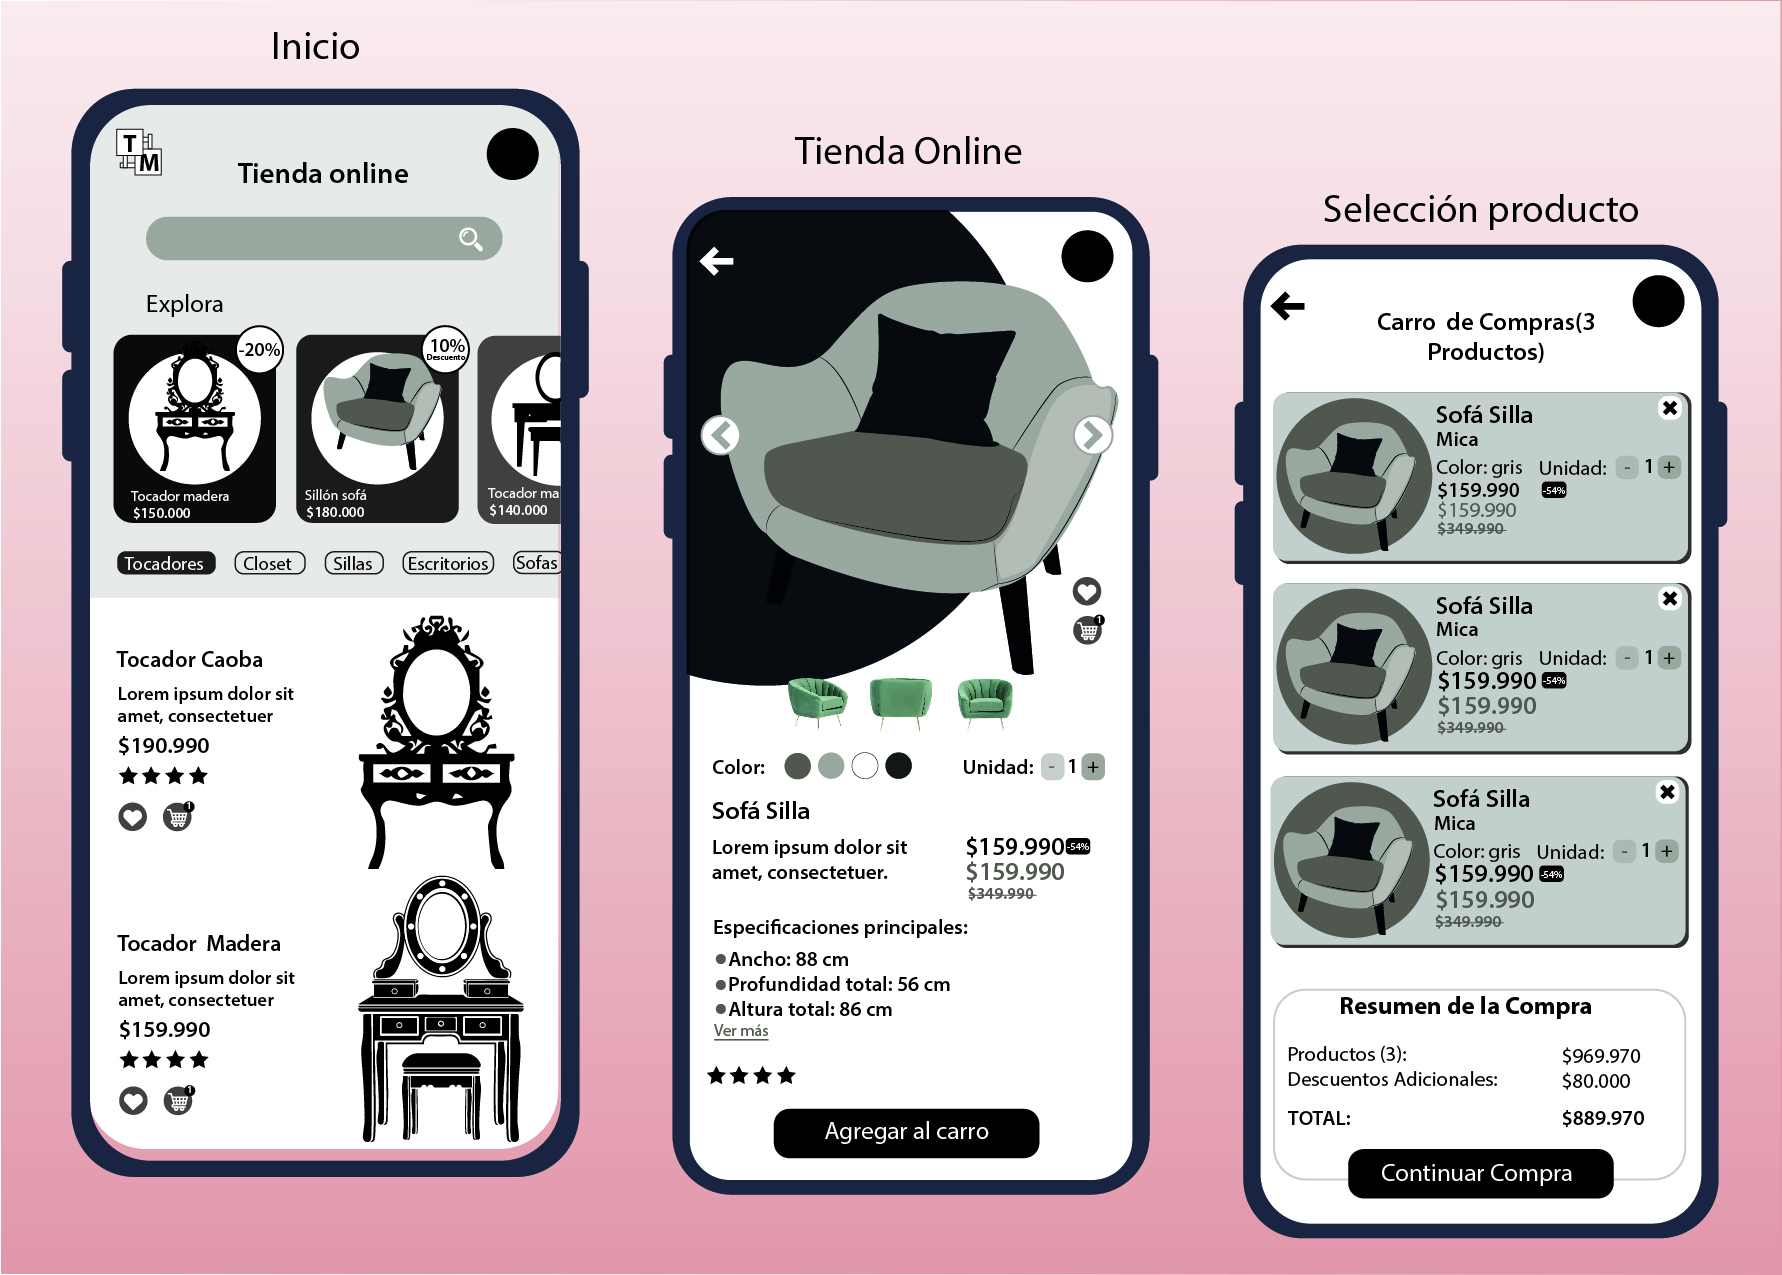 Inicio
T
M
Tienda online
Explora
-20%
Tocador madera
$150.000
10%
Descuento
Sillón sofá
$180.000
Tocador ma
$140.000
Tocadores
Closet
Sillas
Escritorios
Sofas
Tocador Caoba
Lorem ipsum dolor sit
amet, consectetuer
$190.990
1
Tocador Madera
Lorem ipsum dolor sit
amet, consectetuer
$159.990
1
Tienda Online
1
Color:
Unidad: - 1 +
Sofá Silla
Lorem ipsum dolor sit
amet, consectetuer.
$159.990 -54%
$159.990
$349.990
Especificaciones principales:
Ancho: 88 cm
Profundidad total: 56 cm
Altura total: 86 cm
Ver más
Agregar al carro
Selección producto
Carro de Compras(3
Productos)
Sofá Silla
Mica
Color: gris Unidad: - 1 +
$159.990 -54%
$159.990
$349.990
Sofá Silla
Mica
Color: gris Unidad: - 1 +
$159.990 -54%
$159.990
$349.990
Sofá Silla
Mica
Color: gris Unidad: - 1 +
$159.990 -54%
$159.990
$349.990
Resumen de la Compra
Productos (3): $969.970
Descuentos Adicionales: $80.000
TOTAL: $889.970
Continuar Compra